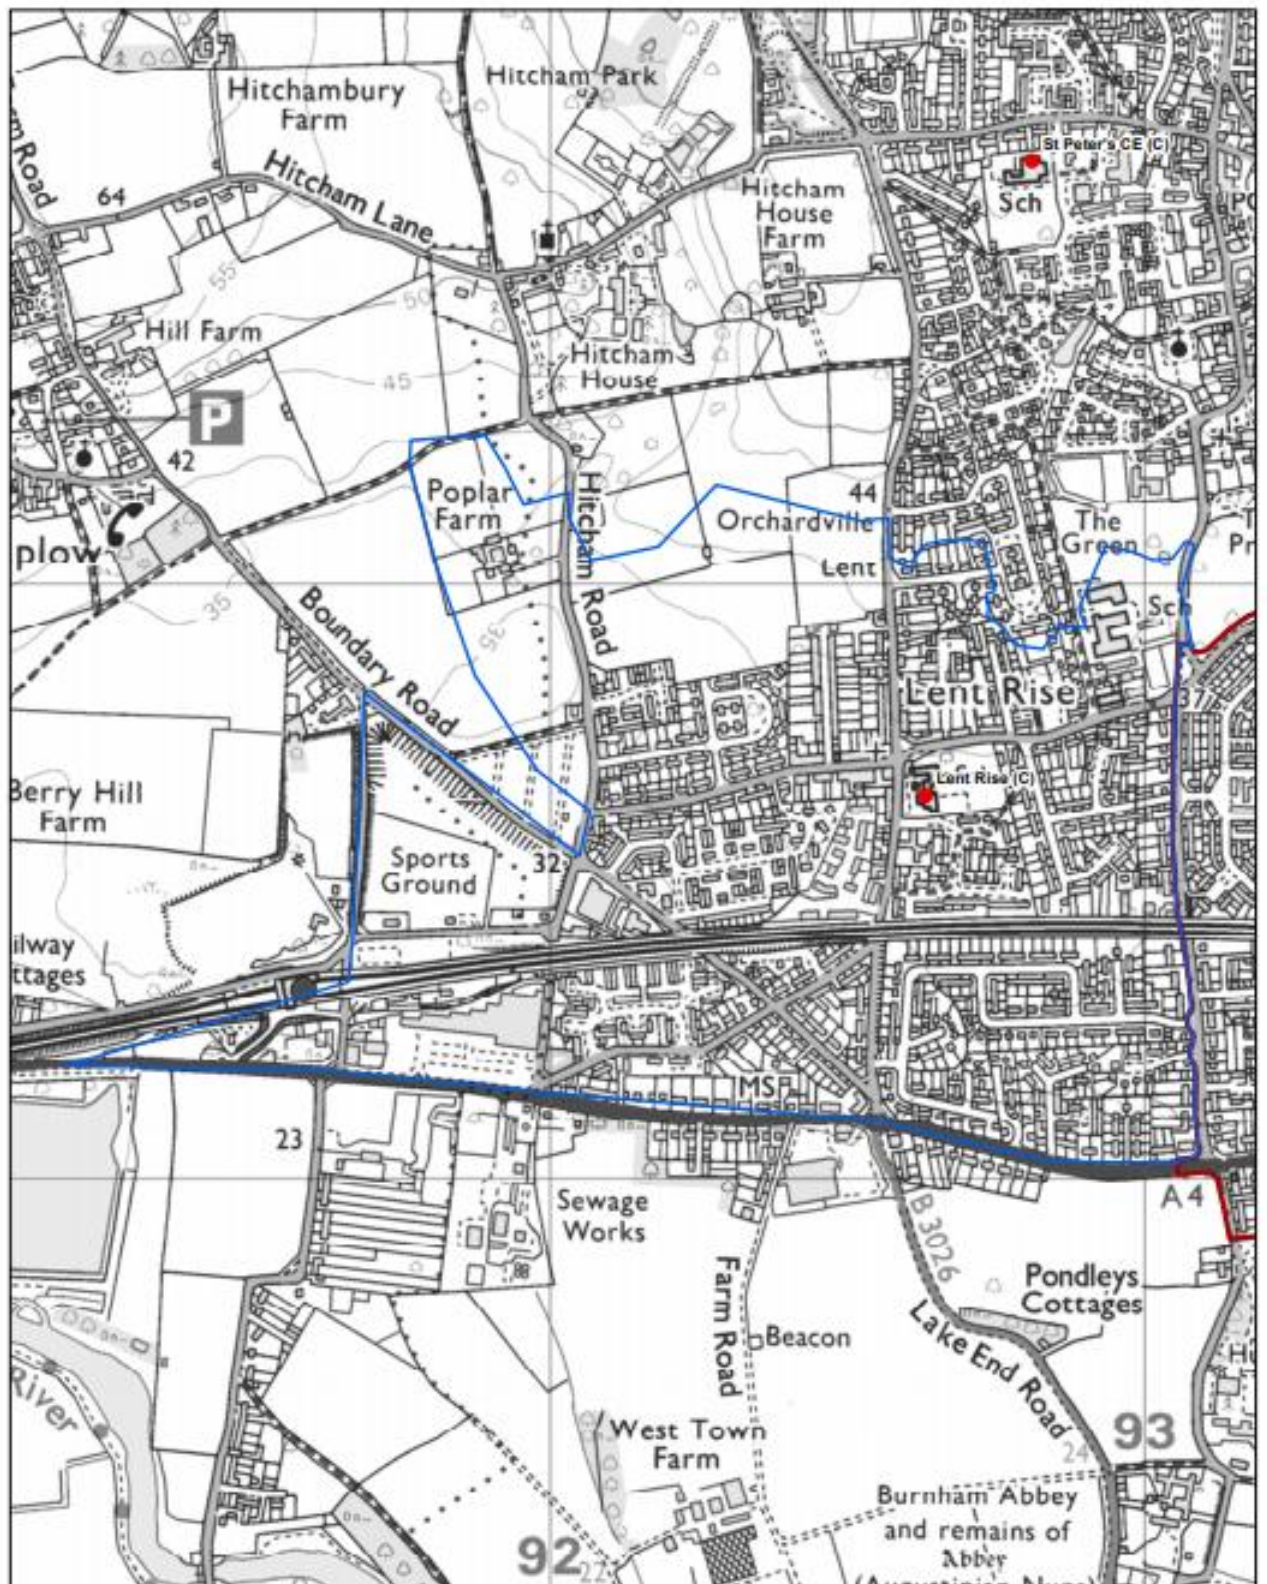 Hitcham Park
Hitchambury
Farm
St Peter's CE (C)
Sch
Hitcham Lane
64
Road
Hitcham
House
Farm
55
50
Hill Farm
Hitcham
House
45
P
42
Poplar
Farm
Hitcham Road
44
Orchardville
The
Green
plow
Lent
35
Sch
Boundary Road
35
Lent Rise
Lent Rise (C)
Berry Hill
Farm
Sports
Ground
32
ilway
ttages
MS
23
A 4
Sewage
Works
B 3026
Farm Road
Pondleys
Cottages
Beacon
Lake End Road
River
West Town
Farm
93
24
Burnham Abbey
and remains of
Abbey
92
22